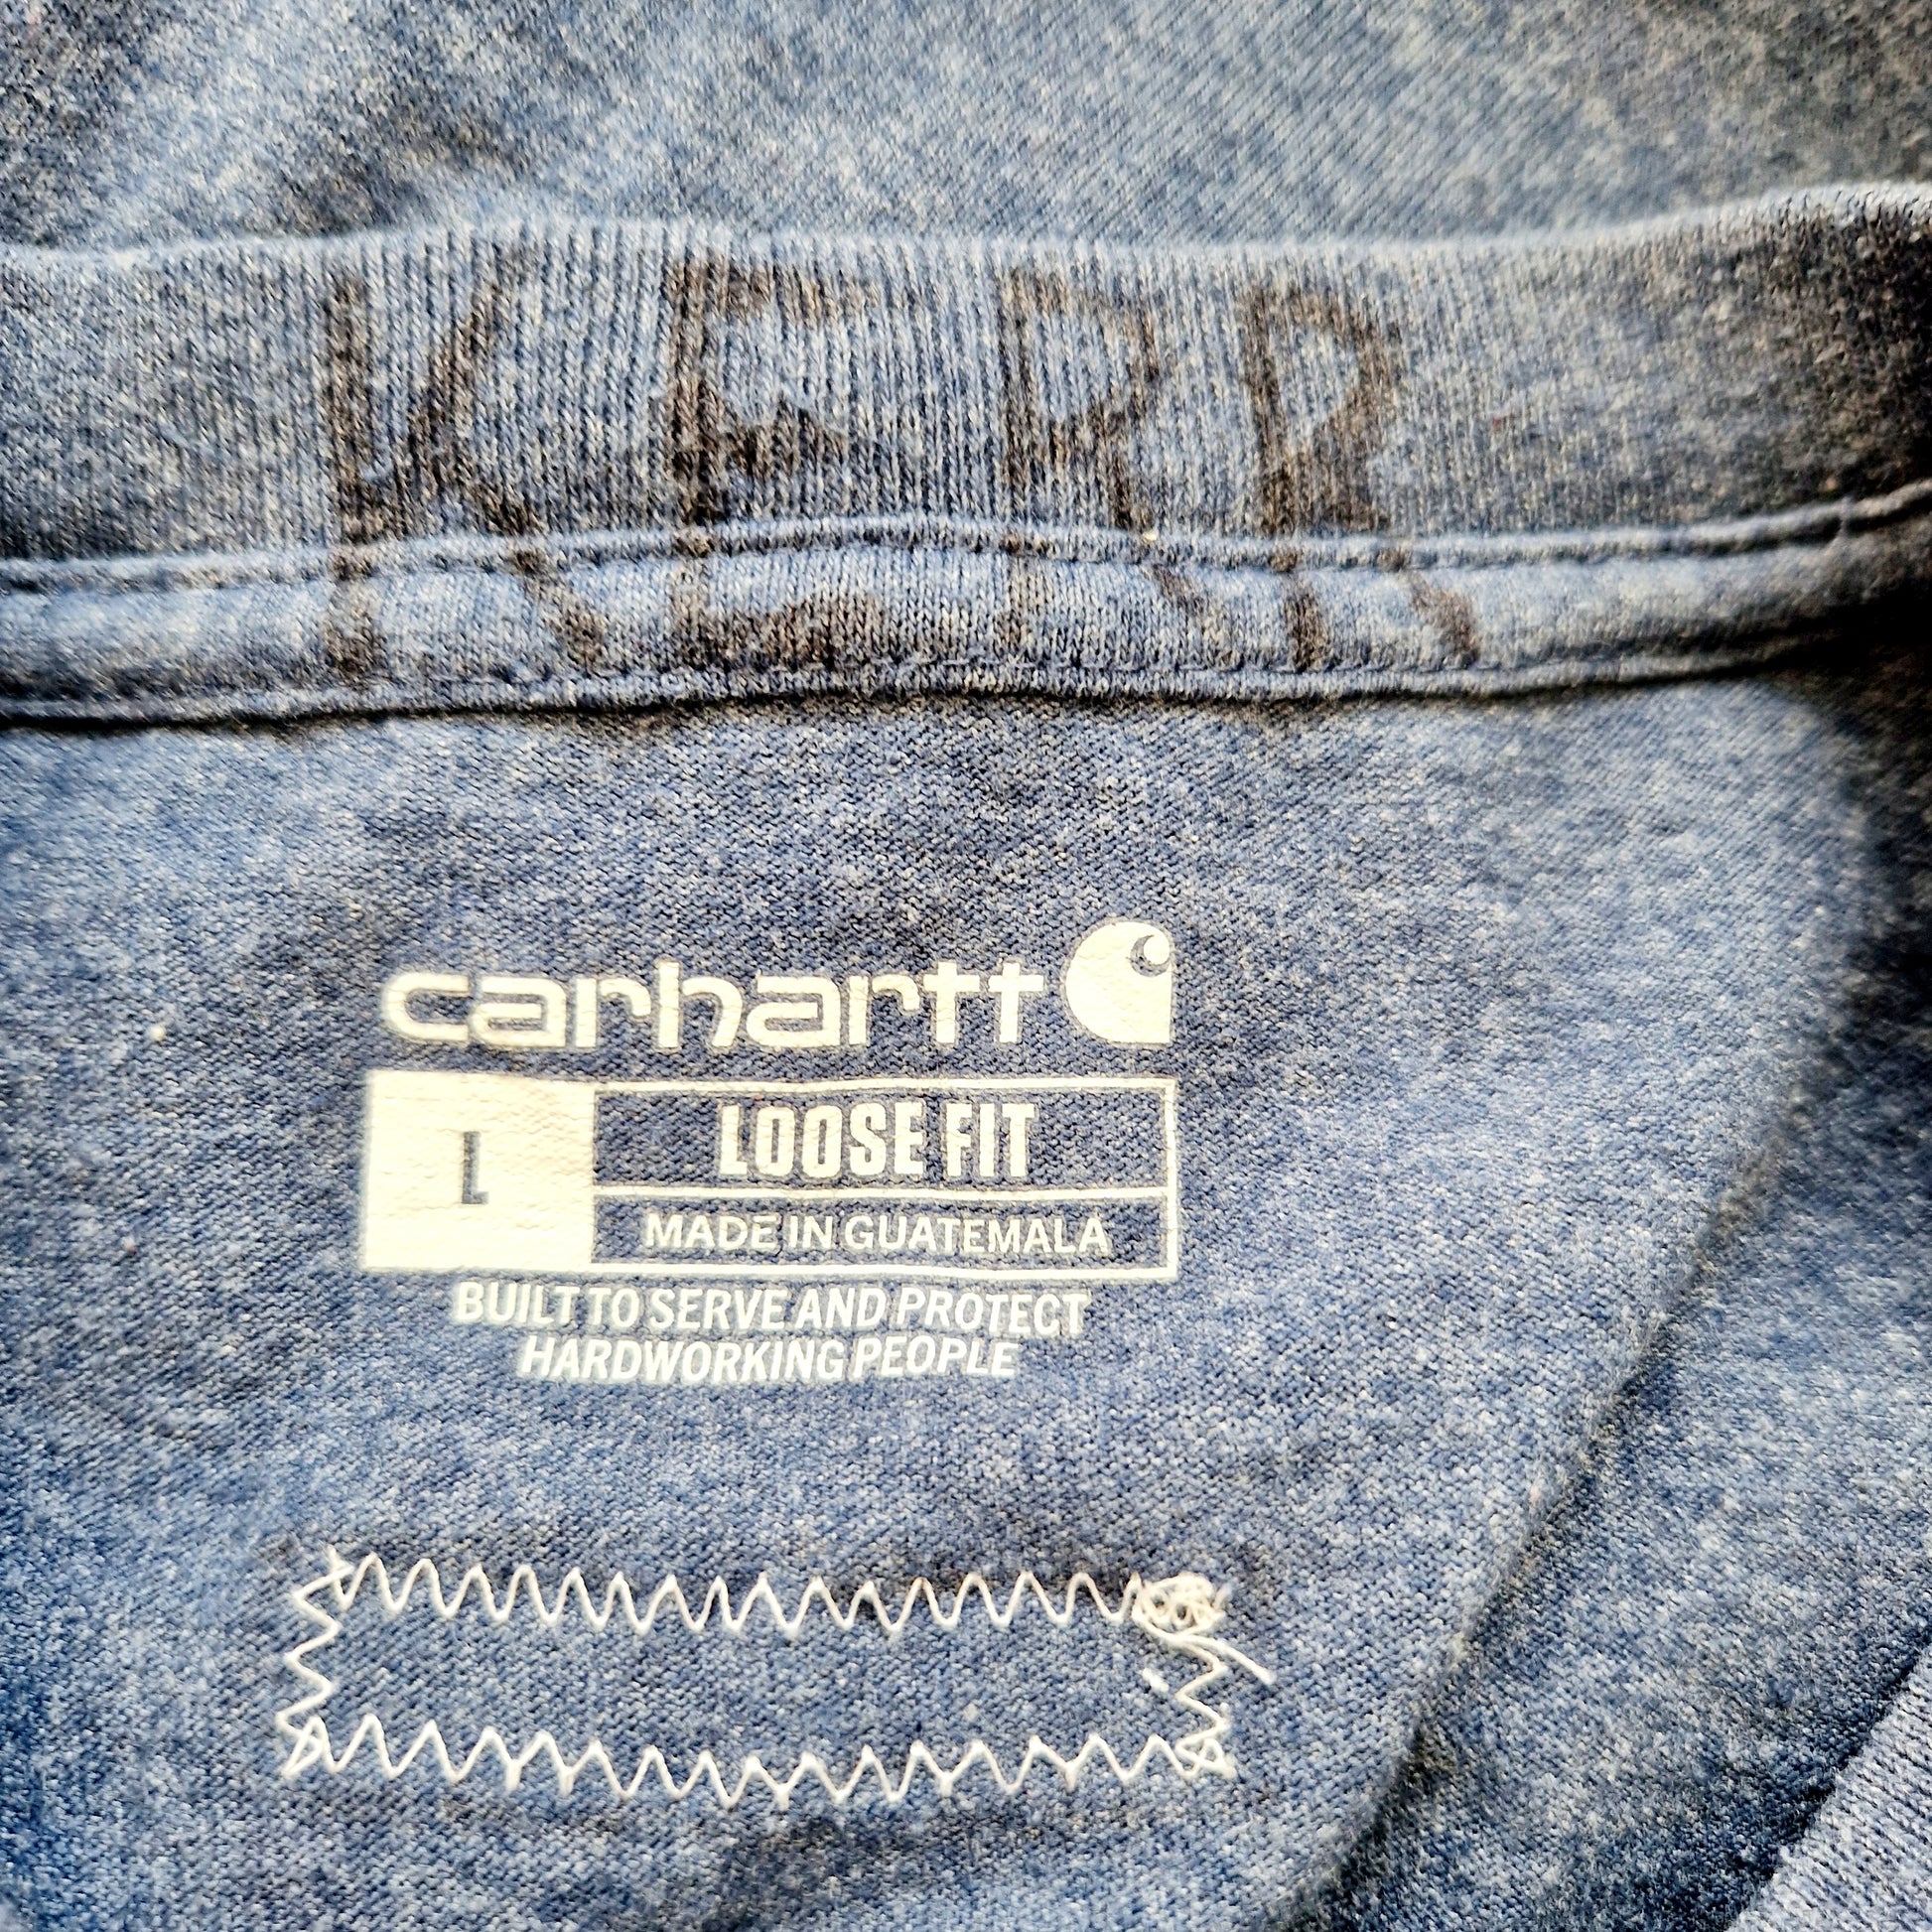 KERR
carhartt
L
LOOSE FIT
MADE IN GUATEMALA
BUILT TO SERVE AND PROTECT
HARDWORKING PEOPLE